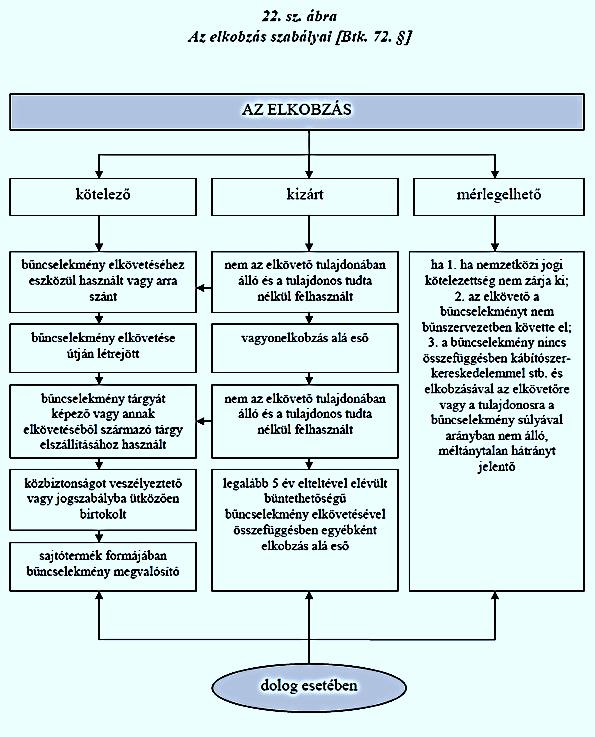 22. sz. ábra
Az elkobzás szabályai [Btk. 72. §]
AZ ELKOBZÁS
kötelező
kizárt
mérlegelhető
bűncselekmény elkövetéséhez
eszközül használt vagy arra
szánt
bűncselekmény elkövetése
útján létrejött
bűncselekmény tárgyát
képező vagy annak
elkövetéséből származó tárgy
elszállításához használt
közbiztonságot veszélyeztető
vagy jogszabályba ütközően
birtokolt
sajtótermék formájában
bűncselekmény megvalósító
nem az elkövető tulajdonában
álló és a tulajdonos tudta
nélkül felhasznált
vagyonelkobzás alá eső
nem az elkövető tulajdonában
álló és a tulajdonos tudta
nélkül felhasznált
legalább 5 év elteltével elévült
büntethetőségű
bűncselekmény elkövetésével
összefüggésben egyébként
elkobzás alá eső
ha 1. ha nemzetközi jogi
kötelezettség nem zárja ki;
2. az elkövető a
bűncselekményt nem
bűnszervezetben követte el;
3. a bűncselekmény nincs
összefüggésben kábítószer-
kereskedelemmel stb. és
elkobzásával az elkövetőre
vagy a tulajdonosra a
bűncselekmény súlyával
arányban nem álló,
méltánytalan hátrányt
jelentő
dolog esetében